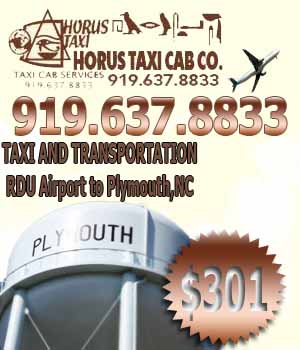 HORUS
TAXI
TAXI CAB SERVICES
919.637.8833
HORUS TAXI CAB CO.
919.637.8833
919.637.8833
TAXI AND TRANSPORTATION
RDU Airport to Plymouth,NC
PLYMOUTH
$301